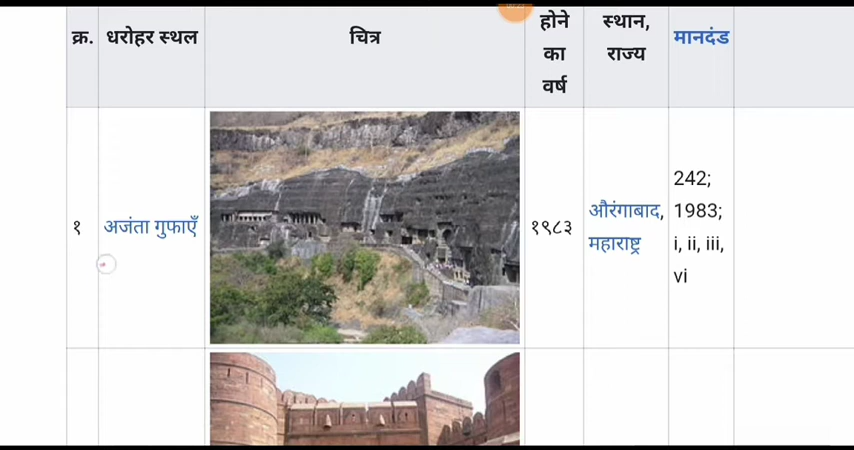 क्र.
धरोहर स्थल
चित्र
होने
का
वर्ष
स्थान,
राज्य
मानदंड
१
अजंता गुफाएँ
१९८३
औरंगाबाद,
महाराष्ट्र
242;
1983;
i, ii, iii,
vi